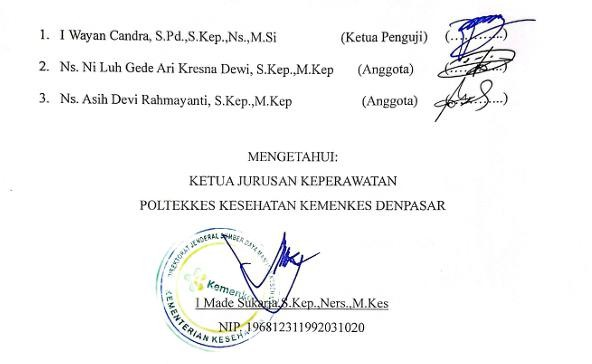 1. I Wayan Candra, S.Pd.,S.Kep.,Ns.,M.Si (Ketua Penguji) (............)
2. Ns. Ni Luh Gede Ari Kresna Dewi, S.Kep.,M.Kep (Anggota) (............)
3. Ns. Asih Devi Rahmayanti, S.Kep.,M.Kep (Anggota) (............)
MENGETAHUI:
KETUA JURUSAN KEPERAWATAN
POLTEKKES KESEHATAN KEMENKES DENPASAR
DIREKTORAT JENDERAL SUMBER DAYA
Kemenkes
KEMENTERIAN KESEHATAN
I Made Sukarja,S.Kep.,Ners.,M.Kes
NIP. 196812311992031020